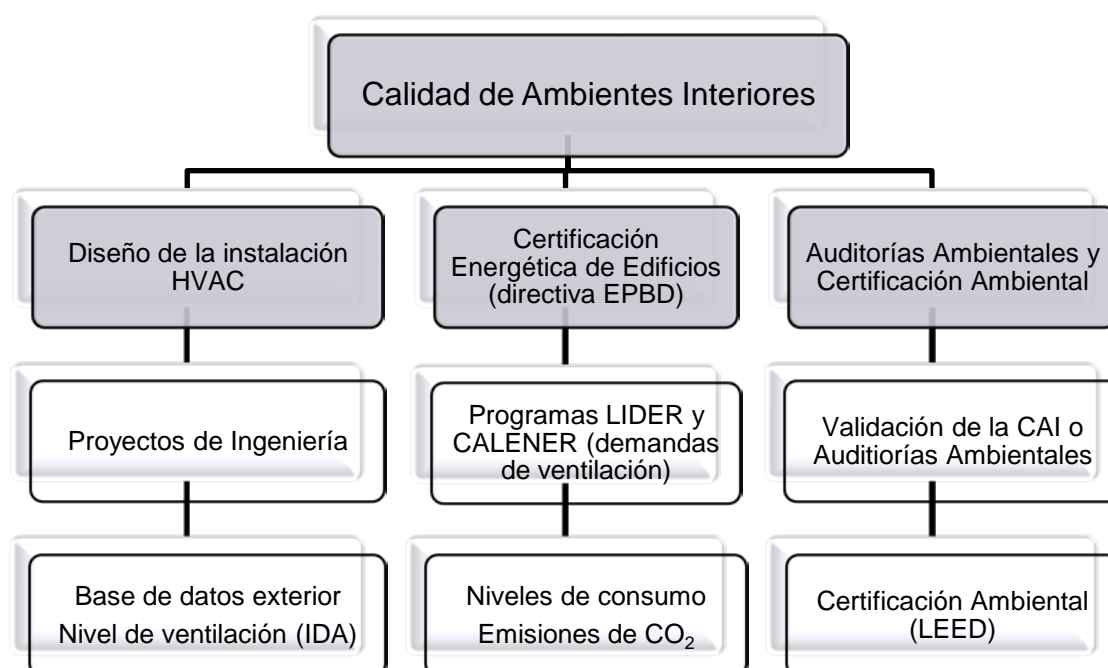 Calidad de Ambientes Interiores
Diseño de la instalación
HVAC
Certificación
Energética de Edificios
(directiva EPBD)
Auditorías Ambientales y
Certificación Ambiental
Proyectos de Ingeniería
Programas LIDER y
CALENER (demandas
de ventilación)
Validación de la CAI o
Auditiorías Ambientales
Base de datos exterior
Nivel de ventilación (IDA)
Niveles de consumo
Emisiones de CO₂
Certificación Ambiental
(LEED)